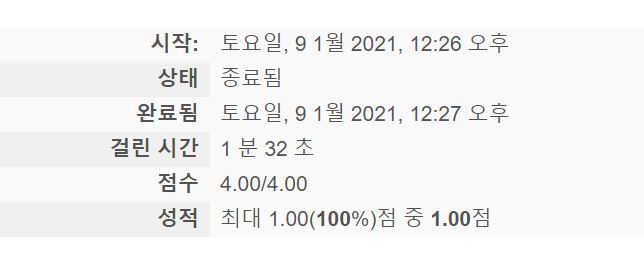 시작: 토요일, 9 1월 2021, 12:26 오후
상태 종료됨
완료됨 토요일, 9 1월 2021, 12:27 오후
걸린 시간 1 분 32 초
점수 4.00/4.00
성적 최대 1.00(100%)점 중 1.00점